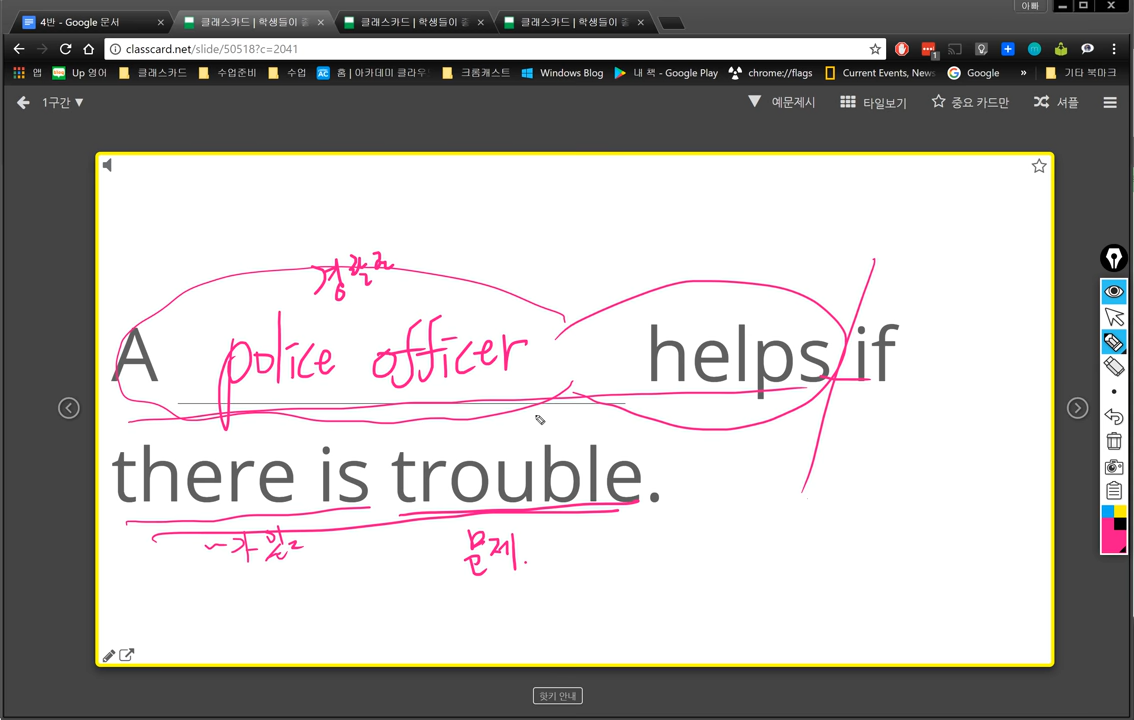 4반 - Google 문서
클래스카드 | 학생들이 좋
클래스카드 | 학생들이 좋
클래스카드 | 학생들이 좋
아빠
classcard.net/slide/50518?c=2041
앱 Up 영어 클래스카드 수업준비 수업 홈 | 아카데미 클라우 크롬캐스트 Windows Blog 내 책 - Google Play chrome://flags Current Events, News Google » 기타 북마크
1구간 ▼ 예문제시 타일보기 중요 카드만 셔플
경찰관
A police officer helps if
there is trouble.
~가 있
문제.
핫키 안내